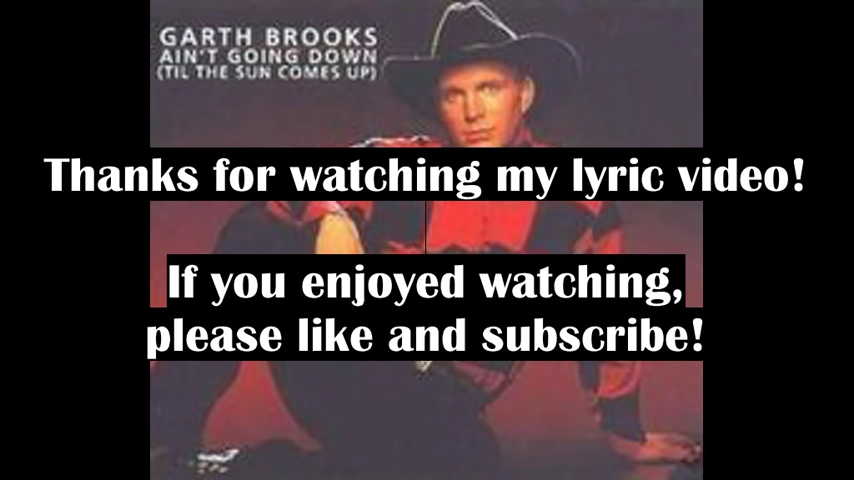 GARTH BROOKS
AIN'T GOING DOWN
(TIL THE SUN COMES UP)
Thanks for watching my lyric video!
If you enjoyed watching,
please like and subscribe!